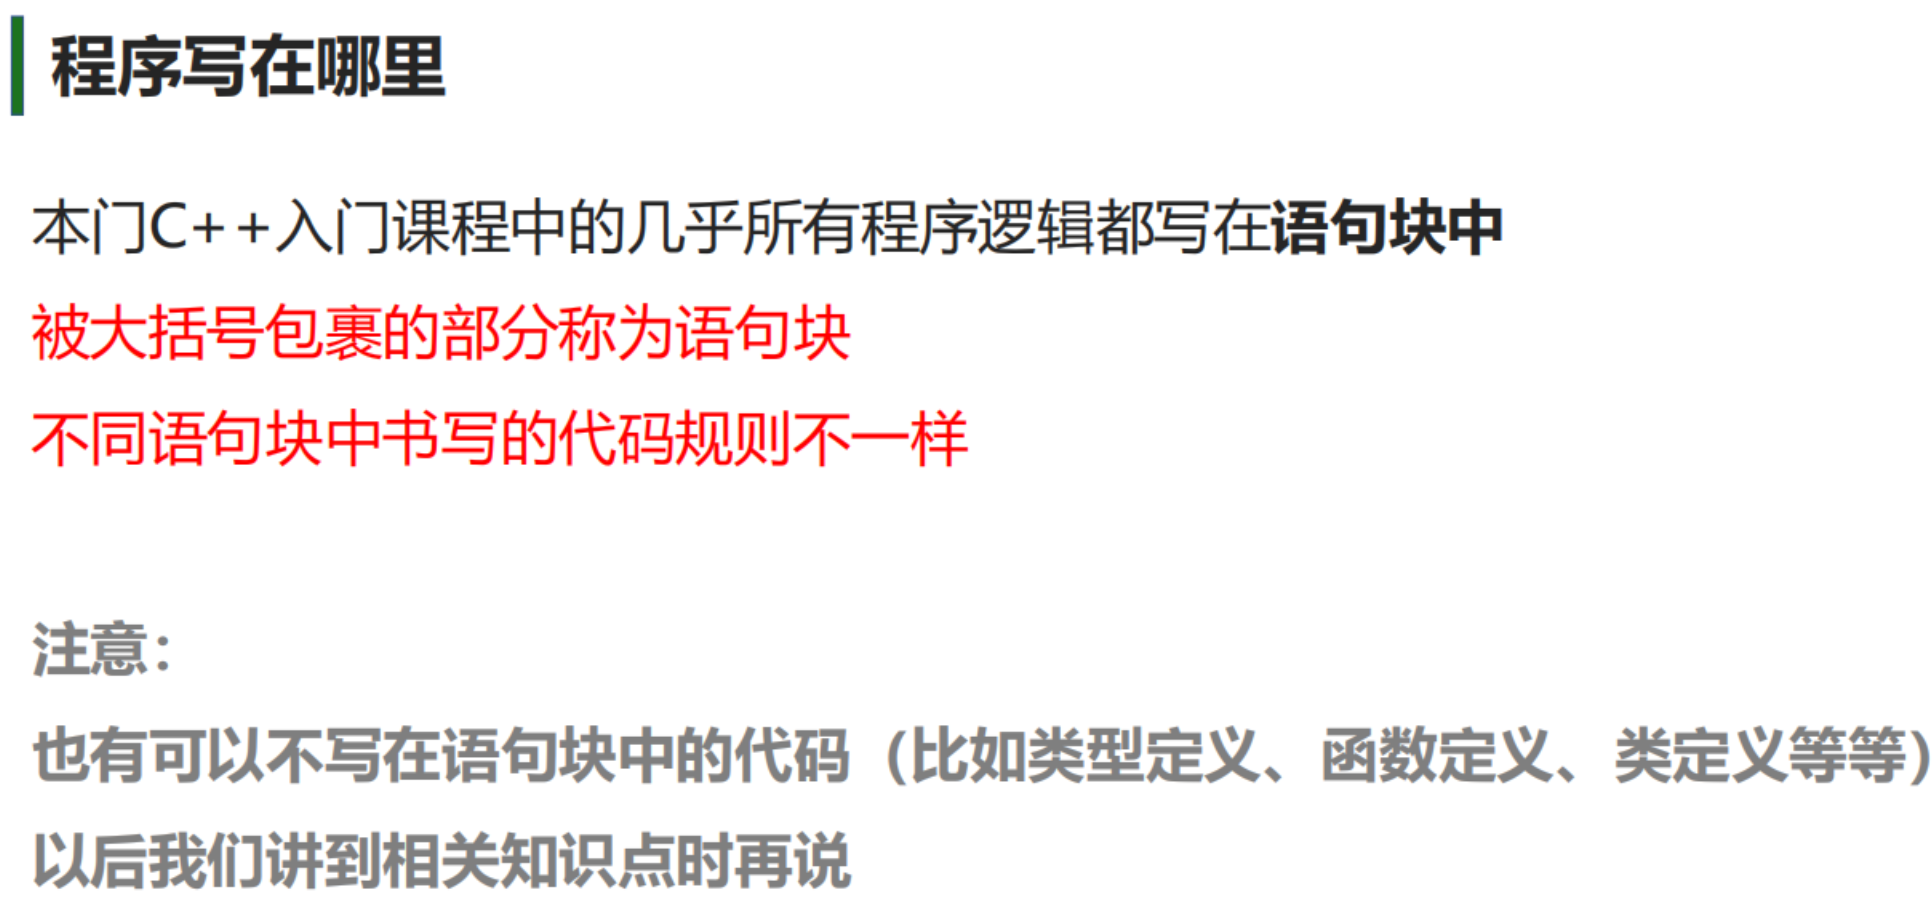 程序写在哪里
本门C++入门课程中的几乎所有程序逻辑都写在语句块中
被大括号包裹的部分称为语句块
不同语句块中书写的代码规则不一样
注意：
也有可以不写在语句块中的代码（比如类型定义、函数定义、类定义等等）
以后我们讲到相关知识点时再说